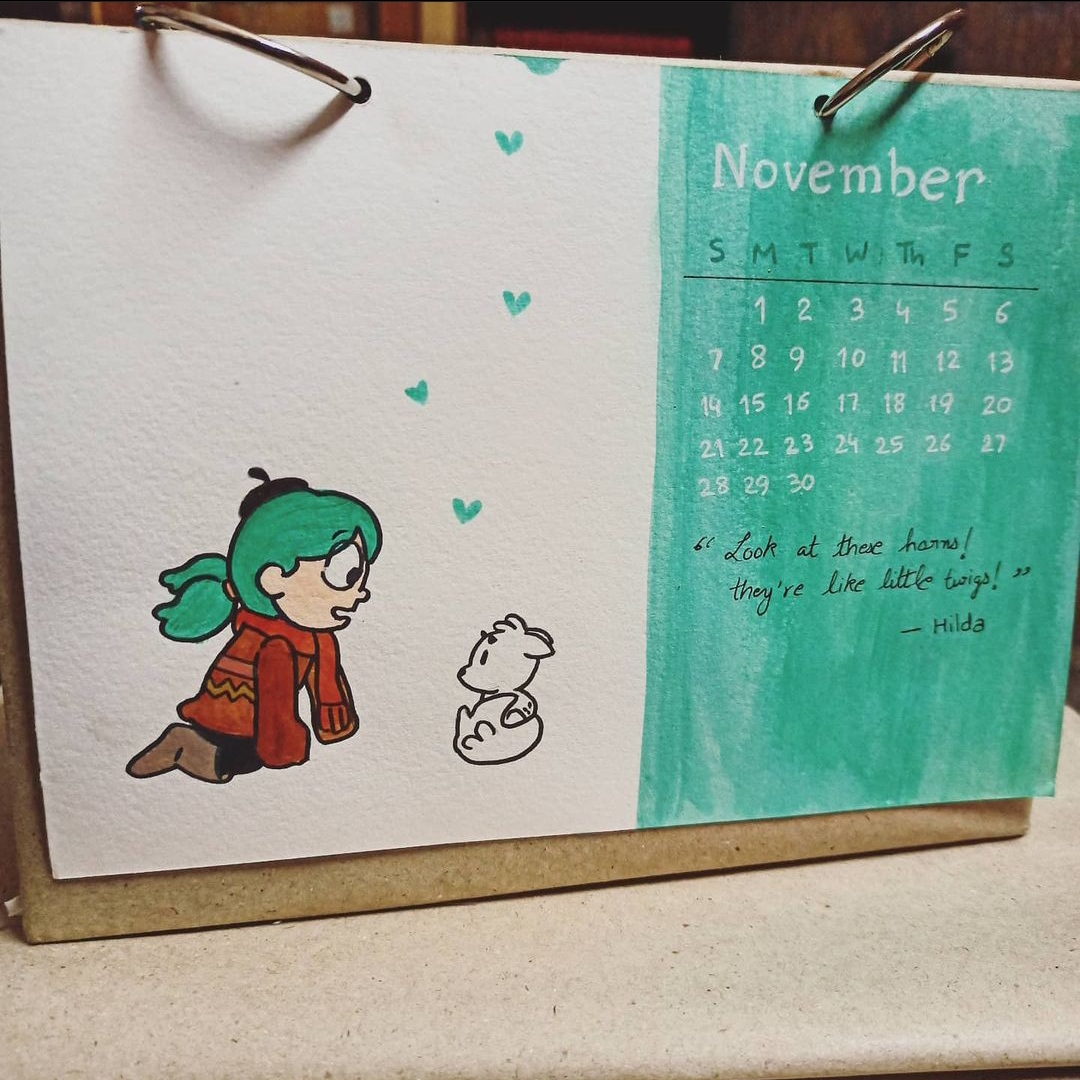 November
S M T W Th F S
1 2 3 4 5 6
7 8 9 10 11 12 13
14 15 16 17 18 19 20
21 22 23 24 25 26 27
28 29 30
“ Look at these horns!
they're like little twigs! ”
— Hilda